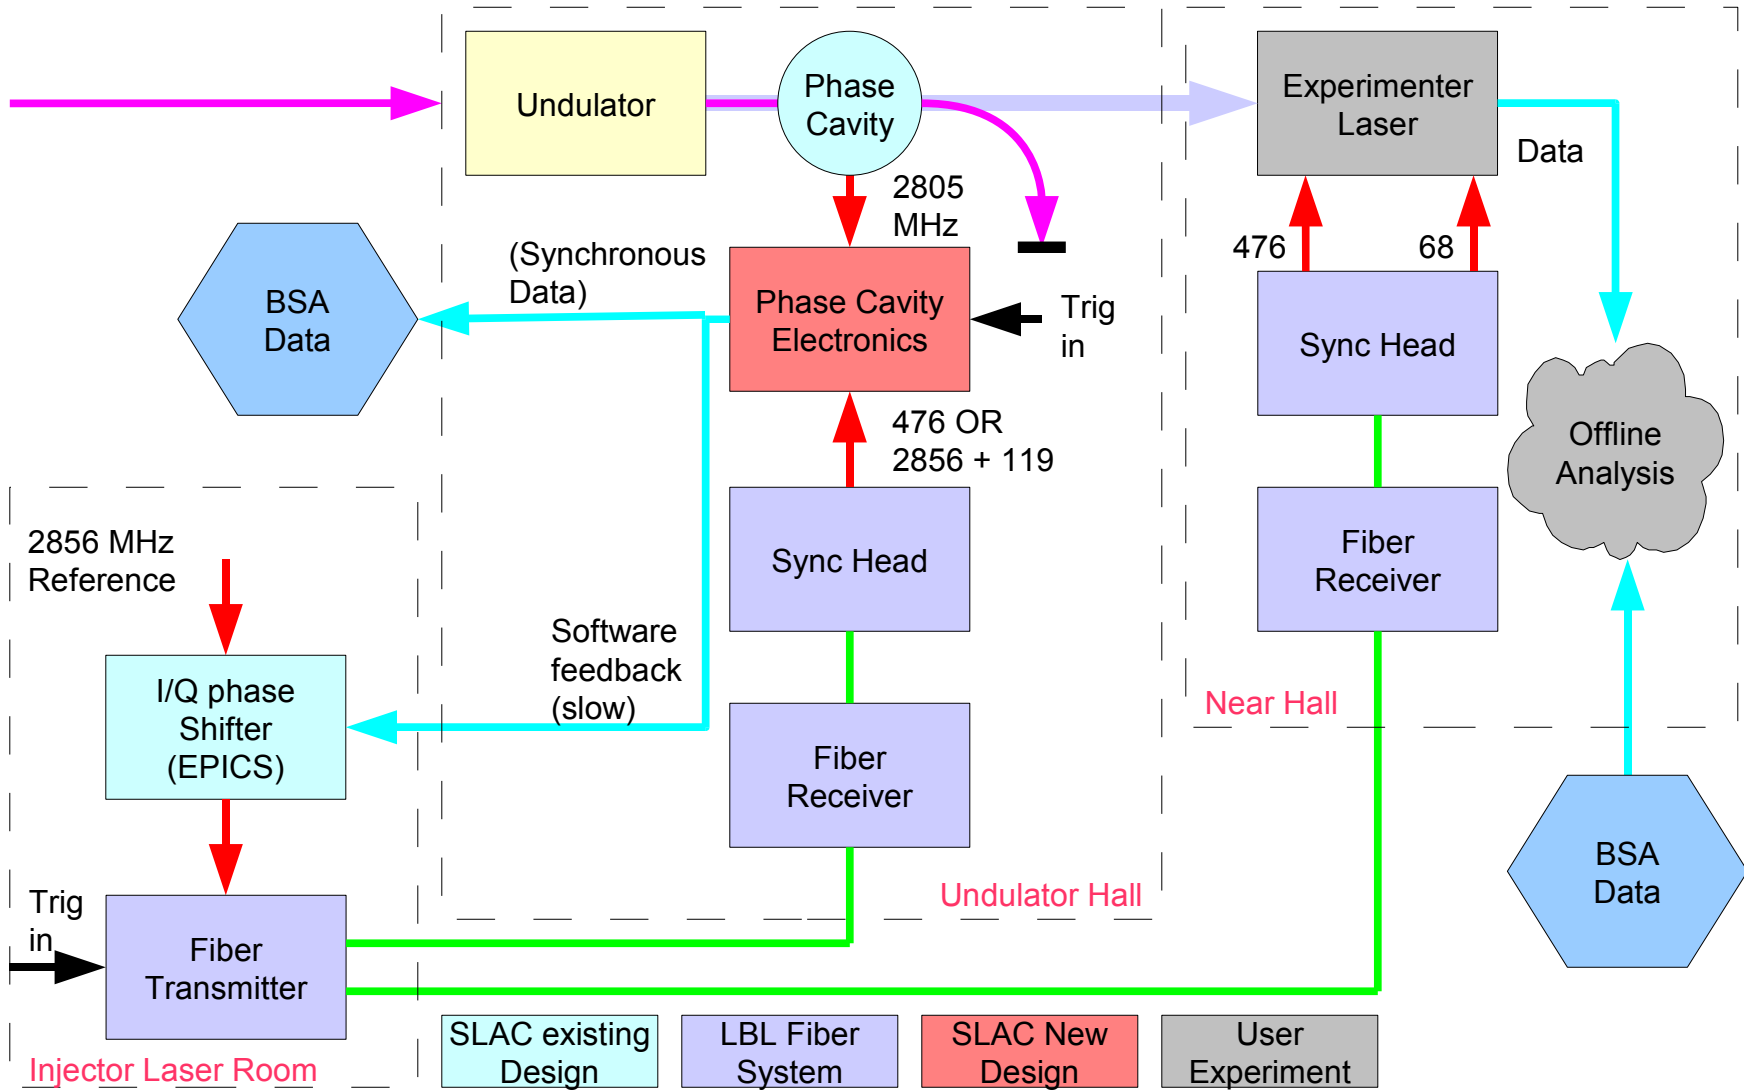 Undulator
Phase
Cavity
Experimenter
Laser
Data
2805
MHz
476
68
(Synchronous
Data)
BSA
Data
Phase Cavity
Electronics
Trig
in
Sync Head
476 OR
2856 + 119
Offline
Analysis
2856 MHz
Reference
Sync Head
Fiber
Receiver
Software
feedback
(slow)
I/Q phase
Shifter
(EPICS)
Near Hall
Fiber
Receiver
BSA
Data
Undulator Hall
Trig
in
Fiber
Transmitter
Injector Laser Room
SLAC existing
Design
LBL Fiber
System
SLAC New
Design
User
Experiment